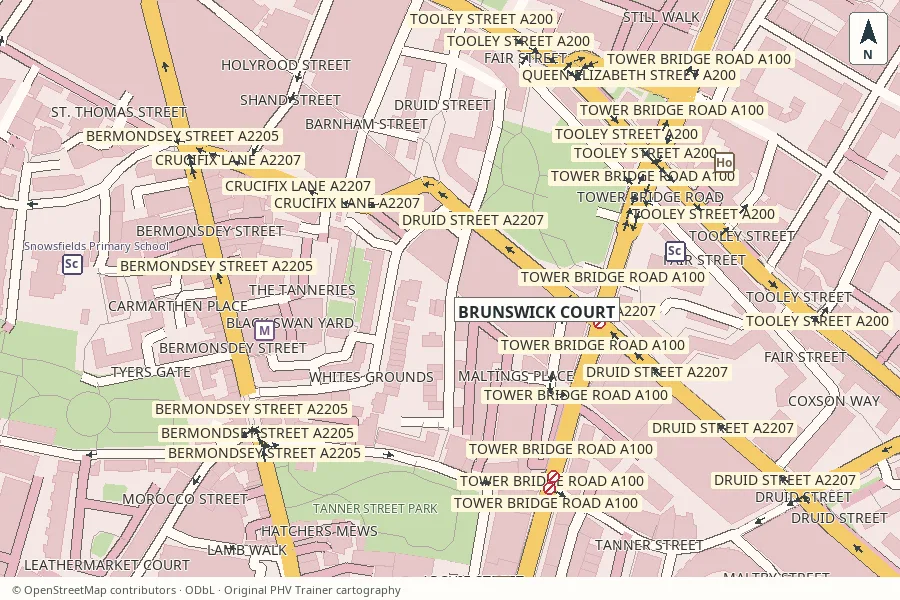 TOOLEY STREET A200
STILL WALK
N
TOOLEY STREET A200
FAIR STREET
TOWER BRIDGE ROAD A100
HOLYROOD STREET
QUEEN ELIZABETH STREET A200
SHAND STREET
DRUID STREET
ST. THOMAS STREET
TOWER BRIDGE ROAD A100
BARNHAM STREET
BERMONDSEY STREET A2205
TOOLEY STREET A200
CRUCIFIX LANE A2207
TOOLEY STREET A200
Ho
TOWER BRIDGE ROAD A100
CRUCIFIX LANE A2207
TOWER BRIDGE ROAD
CRUCIFIX LANE A2207
DRUID STREET A2207
TOOLEY STREET A200
BERMONSDEY STREET
TOOLEY STREET
Snowsfields Primary School
Sc
Sc
FAIR STREET
BERMONDSEY STREET A2205
TOWER BRIDGE ROAD A100
THE TANNERIES
TOOLEY STREET
CARMARTHEN PLACE
BRUNSWICK COURT
A2207
BLACK SWAN YARD
M
TOOLEY STREET A200
BERMONSDEY STREET
TOWER BRIDGE ROAD A100
FAIR STREET
TYERS GATE
WHITES GROUNDS
MALTINGS PLACE
DRUID STREET A2207
TOWER BRIDGE ROAD A100
COXSON WAY
BERMONDSEY STREET A2205
BERMONDSEY STREET A2205
DRUID STREET A2207
BERMONDSEY STREET A2205
TOWER BRIDGE ROAD A100
TOWER BRIDGE ROAD A100
DRUID STREET A2207
MOROCCO STREET
TANNER STREET PARK
TOWER BRIDGE ROAD A100
DRUID STREET
DRUID STREET
HATCHERS MEWS
LAMB WALK
TANNER STREET
LEATHERMARKET COURT
MALTBY STREET
© OpenStreetMap contributors · ODbL · Original PHV Trainer cartography